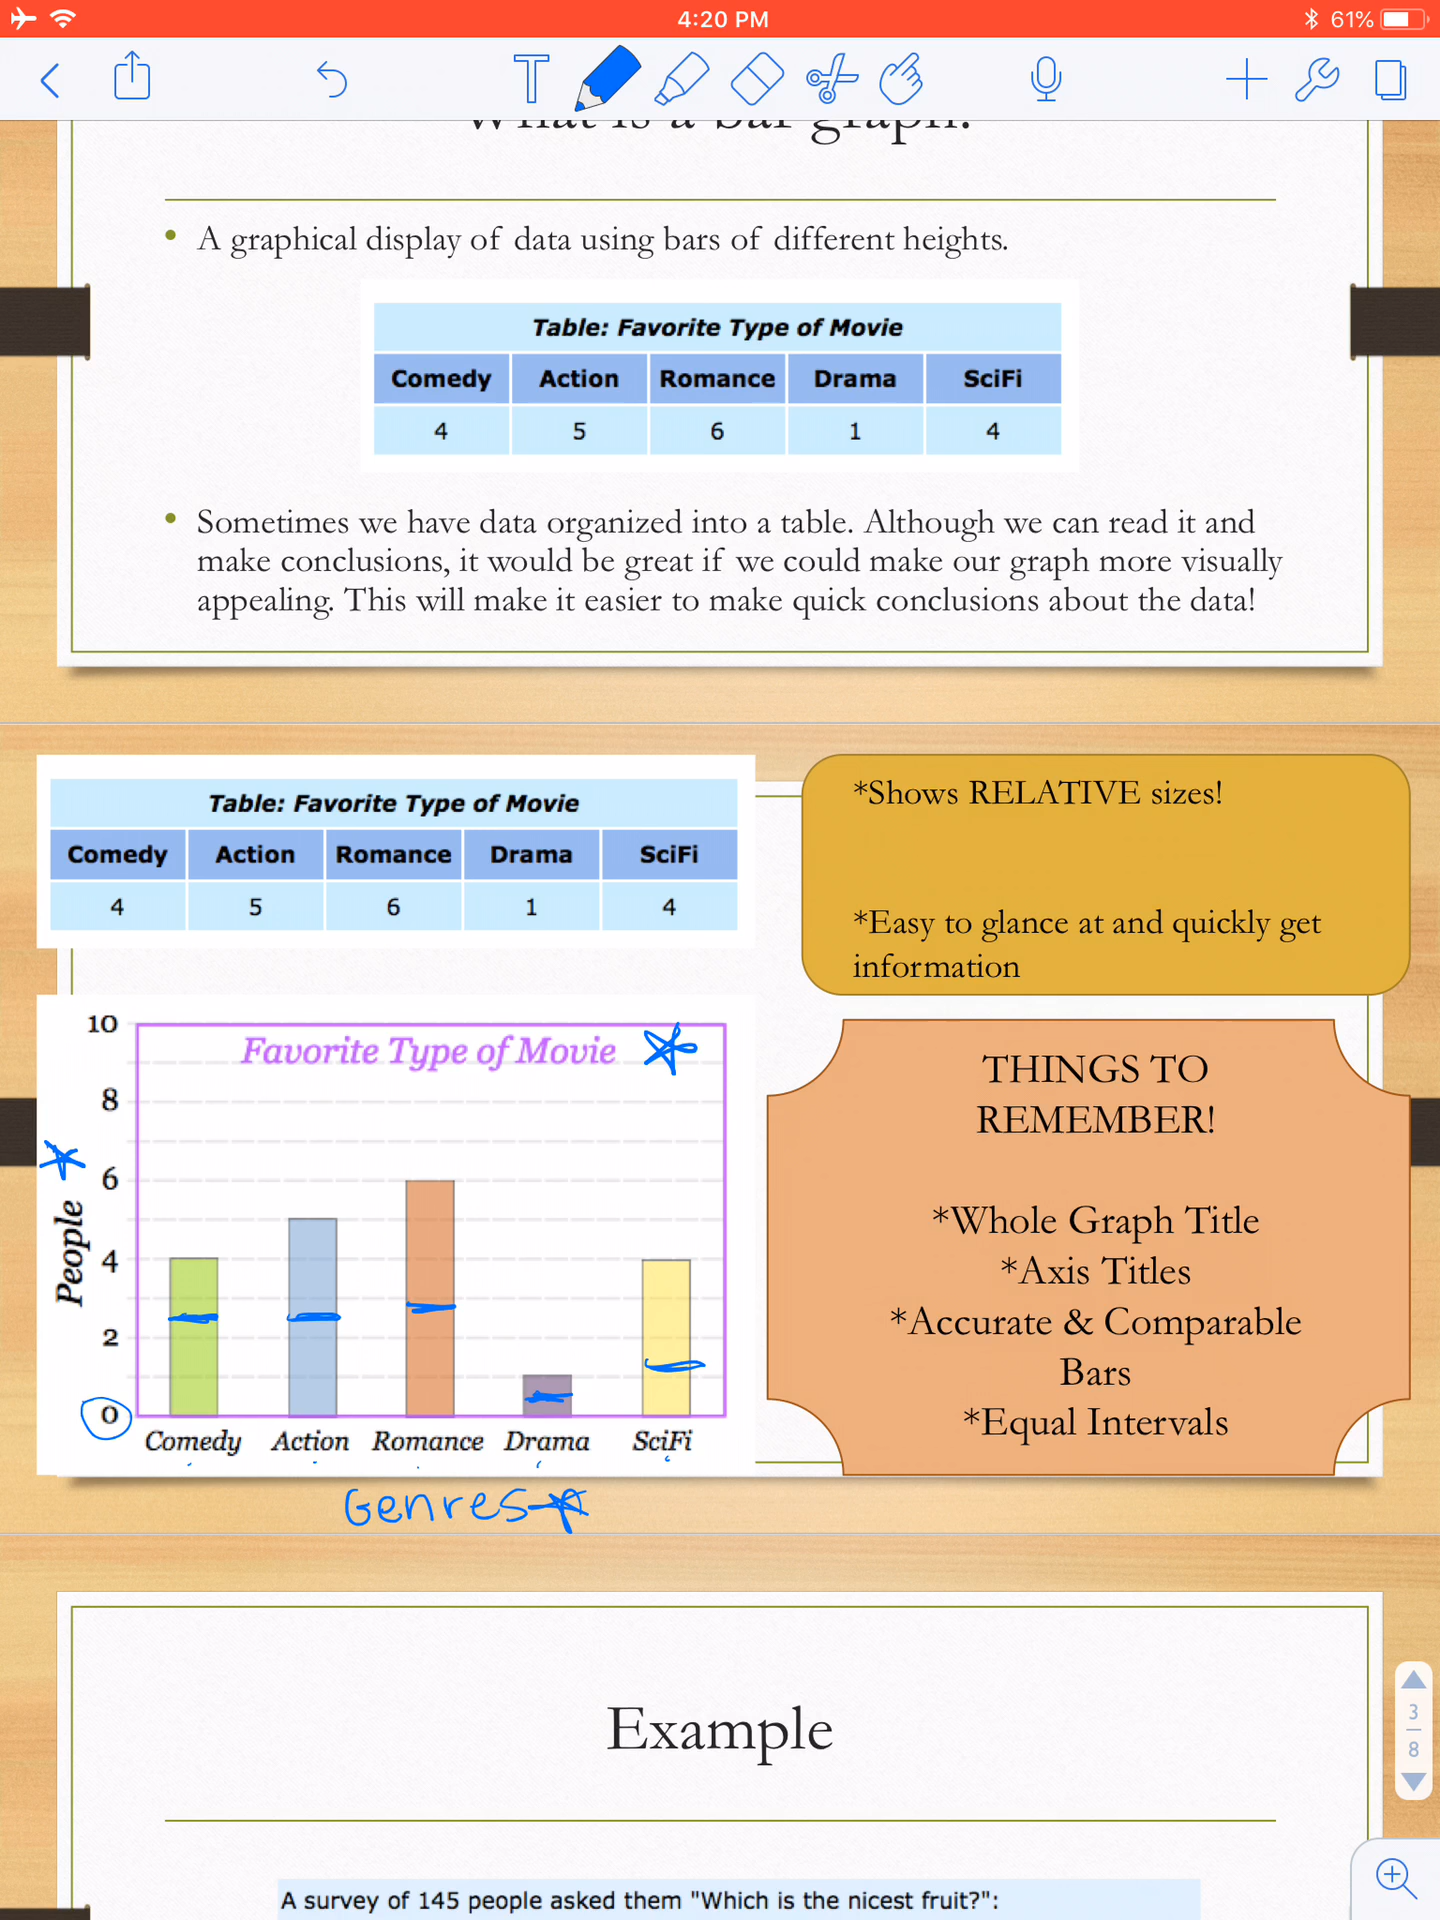 4:20 PM
61%
What is a bar graph?
• A graphical display of data using bars of different heights.
Table: Favorite Type of Movie
Comedy Action Romance Drama SciFi
4 5 6 1 4
• Sometimes we have data organized into a table. Although we can read it and
make conclusions, it would be great if we could make our graph more visually
appealing. This will make it easier to make quick conclusions about the data!
Table: Favorite Type of Movie
Comedy Action Romance Drama SciFi
4 5 6 1 4
*Shows RELATIVE sizes!
*Easy to glance at and quickly get
information
Favorite Type of Movie
People
10
8
6
4
2
0
Comedy Action Romance Drama SciFi
Genres
THINGS TO
REMEMBER!
*Whole Graph Title
*Axis Titles
*Accurate & Comparable
Bars
*Equal Intervals
Example
3
8
A survey of 145 people asked them "Which is the nicest fruit?":